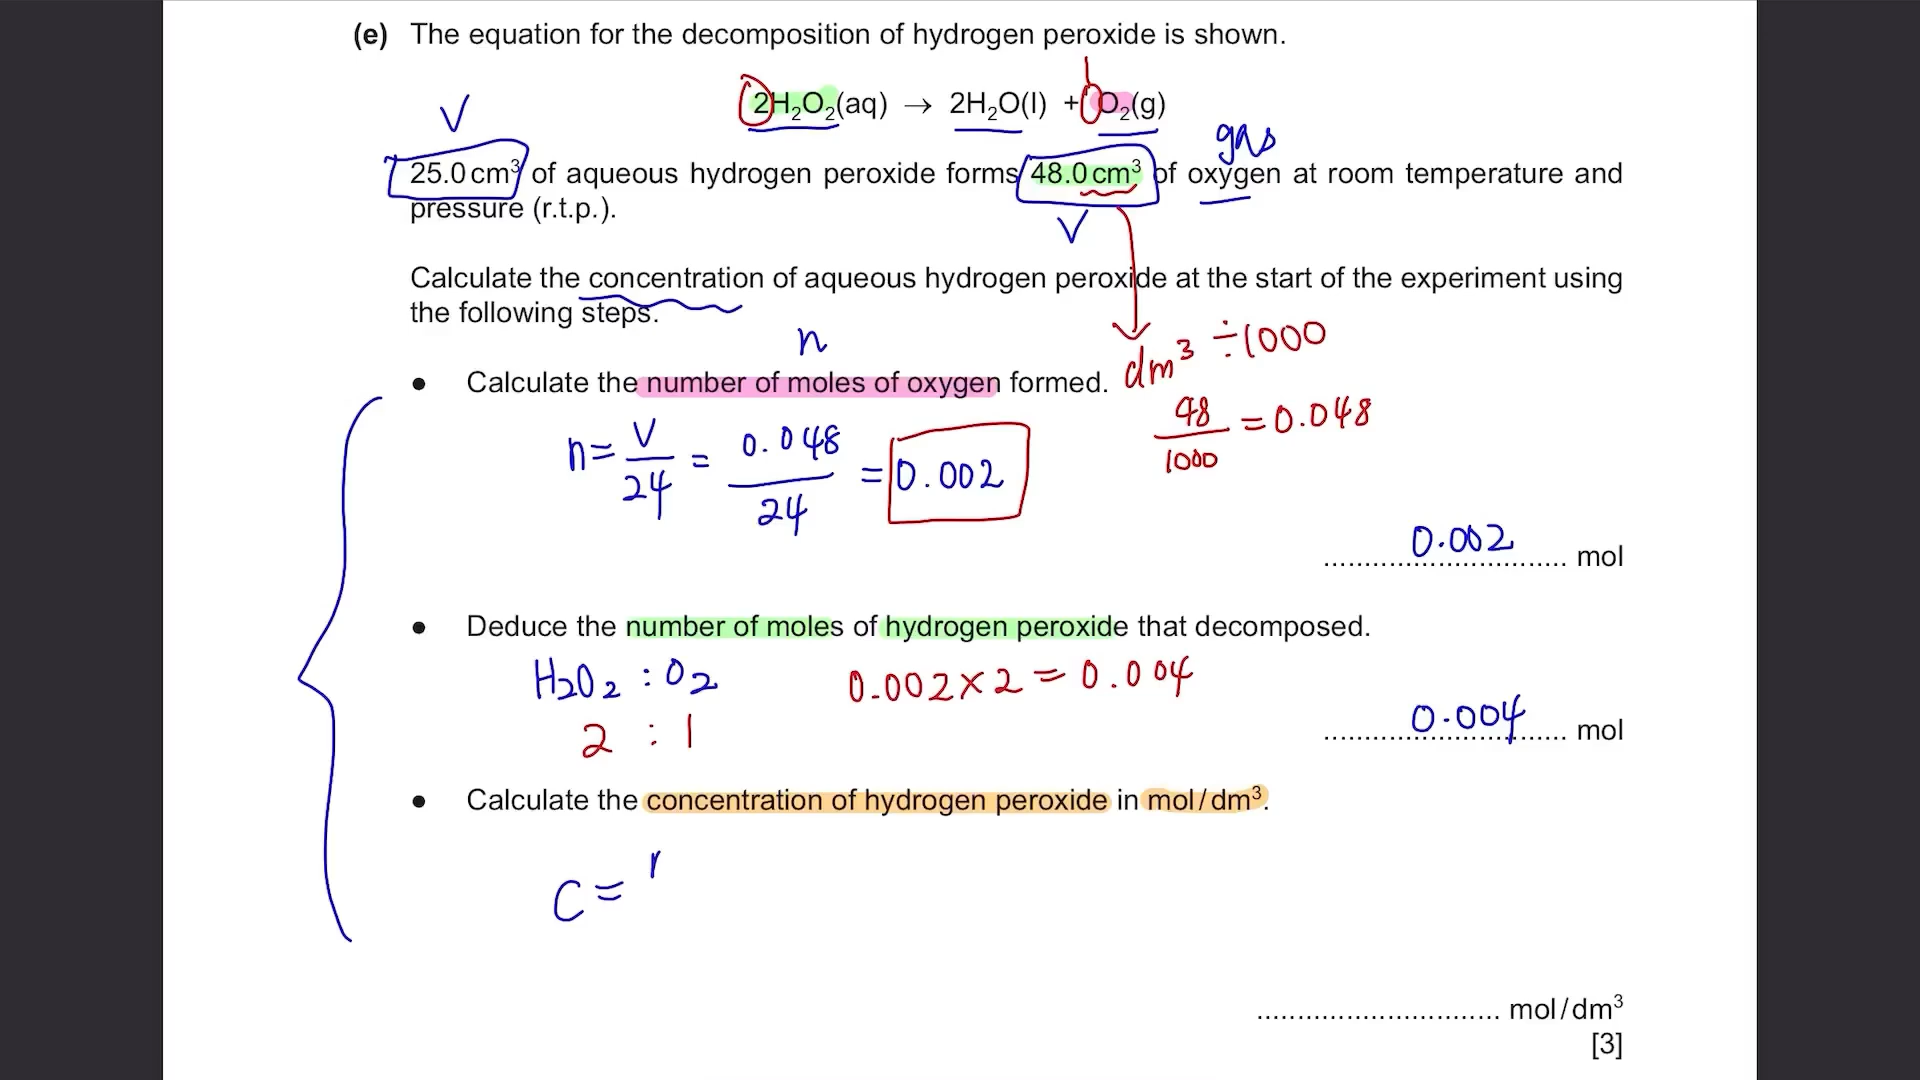 (e) The equation for the decomposition of hydrogen peroxide is shown.
2H₂O₂(aq) → 2H₂O(l) + O₂(g)
1
V
gas
25.0 cm³ of aqueous hydrogen peroxide forms 48.0 cm³ of oxygen at room temperature and
pressure (r.t.p.).
V
Calculate the concentration of aqueous hydrogen peroxide at the start of the experiment using
the following steps.
n
dm³ ÷1000
● Calculate the number of moles of oxygen formed.
48/1000 = 0.048
n = V/24 = 0.048/24 = 0.002
0.002
.............................. mol
● Deduce the number of moles of hydrogen peroxide that decomposed.
H₂O₂ : O₂ 0.002 × 2 = 0.004
2 : 1
0.004
.............................. mol
● Calculate the concentration of hydrogen peroxide in mol/dm³.
C =
.............................. mol/dm³
[3]